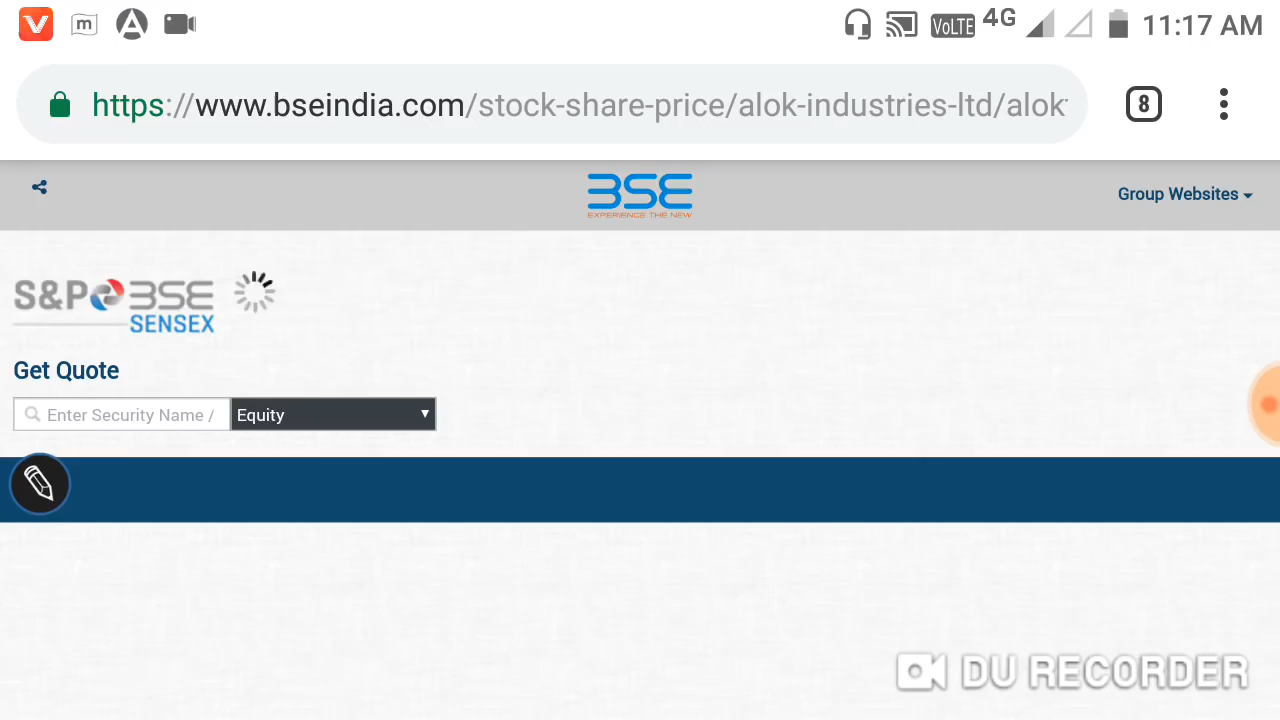 m
VoLTE 4G 11:17 AM
https://www.bseindia.com/stock-share-price/alok-industries-ltd/alok
8
BSE
EXPERIENCE THE NEW
Group Websites
S&P BSE
SENSEX
Get Quote
Enter Security Name /
Equity
DU RECORDER